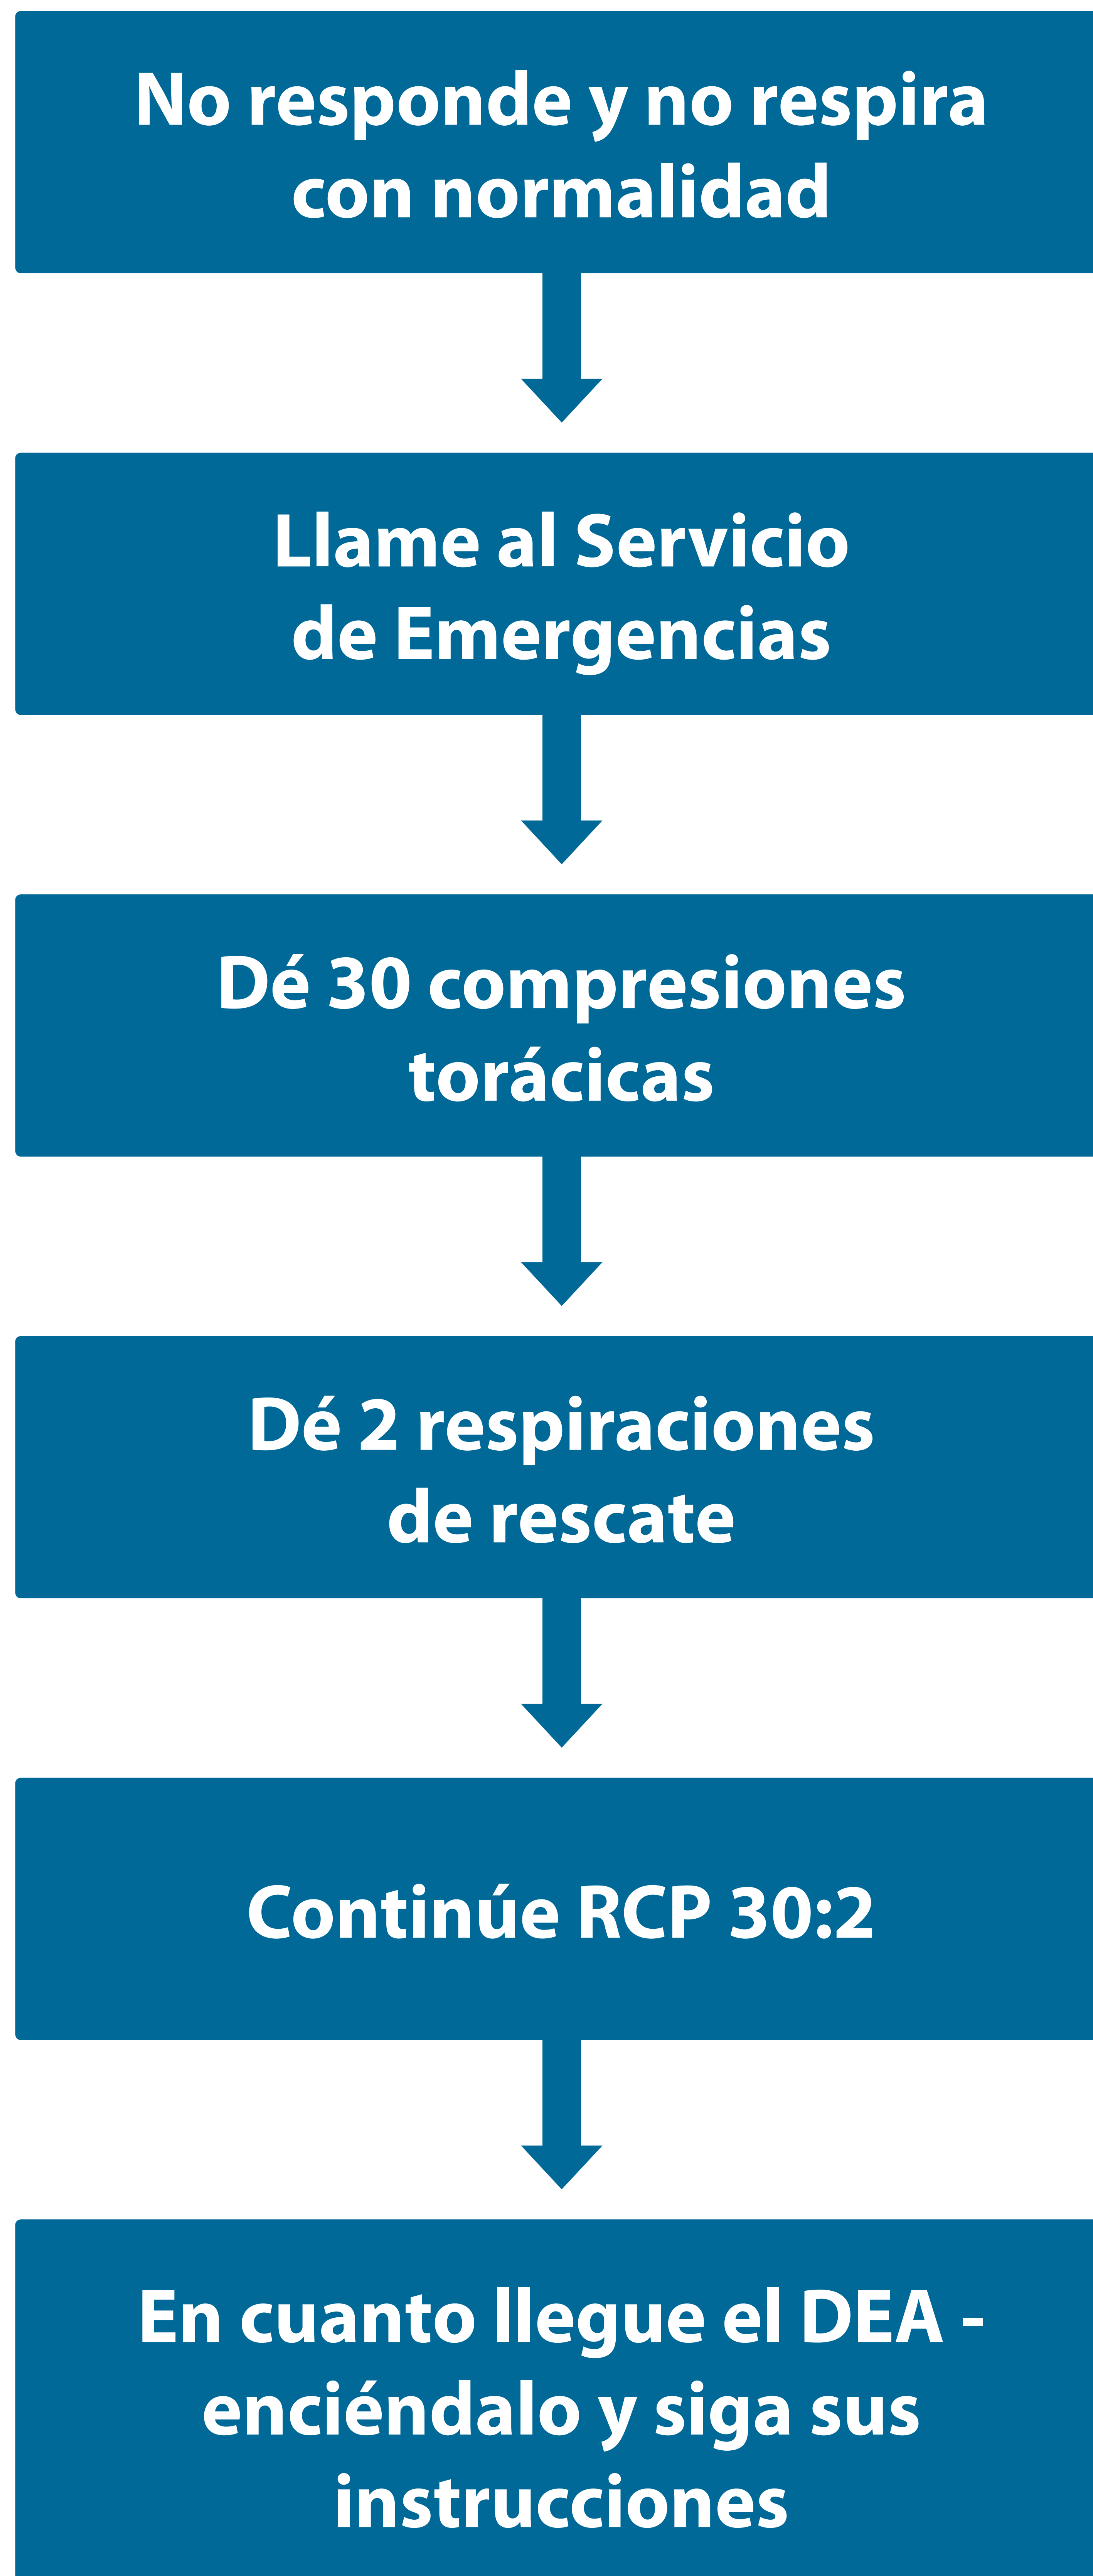 No responde y no respira
con normalidad
Llame al Servicio
de Emergencias
Dé 30 compresiones
torácicas
Dé 2 respiraciones
de rescate
Continúe RCP 30:2
En cuanto llegue el DEA -
enciéndalo y siga sus
instrucciones